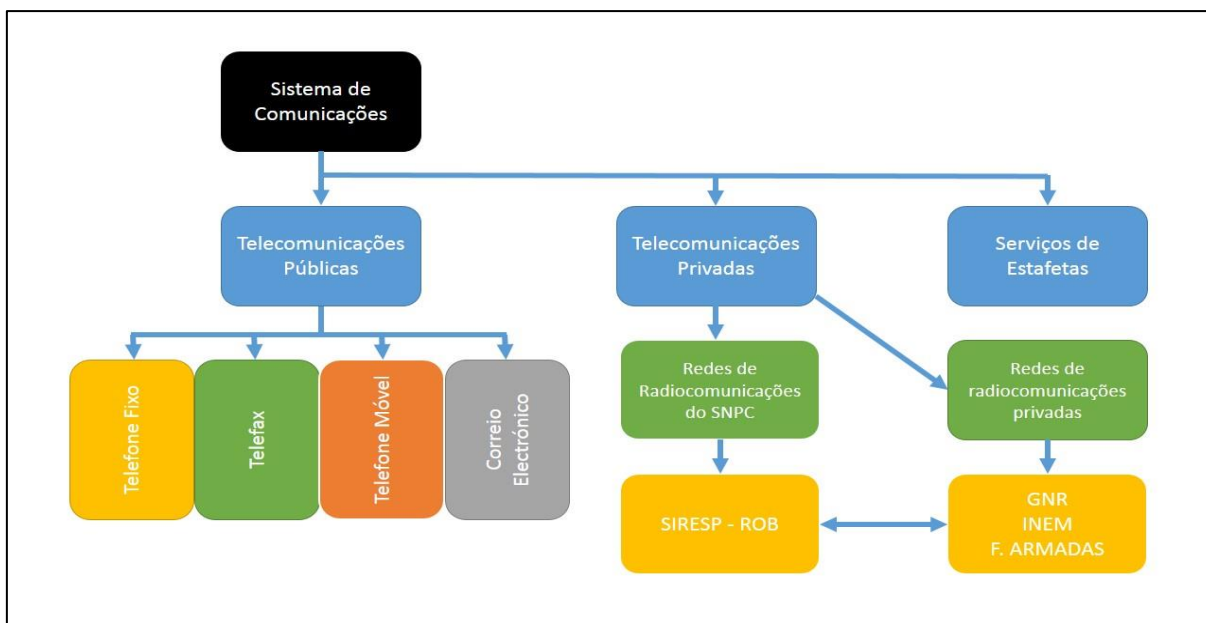 Sistema de
Comunicações
Telecomunicações
Públicas
Telecomunicações
Privadas
Serviços de
Estafetas
Telefone Fixo
Telefax
Telefone Móvel
Correio
Electrónico
Redes de
Radiocomunicações
do SNPC
Redes de
radiocomunicações
privadas
SIRESP - ROB
GNR
INEM
F. ARMADAS